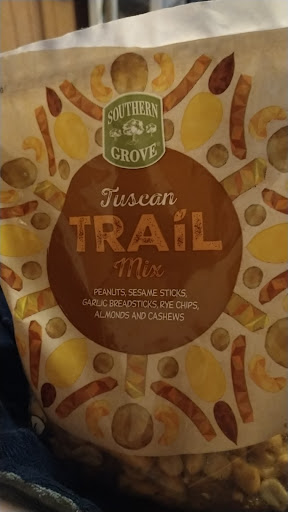 SOUTHERN
GROVE
Tuscan
TRAIL
Mix
PEANUTS, SESAME STICKS,
GARLIC BREADSTICKS, RYE CHIPS,
ALMONDS AND CASHEWS